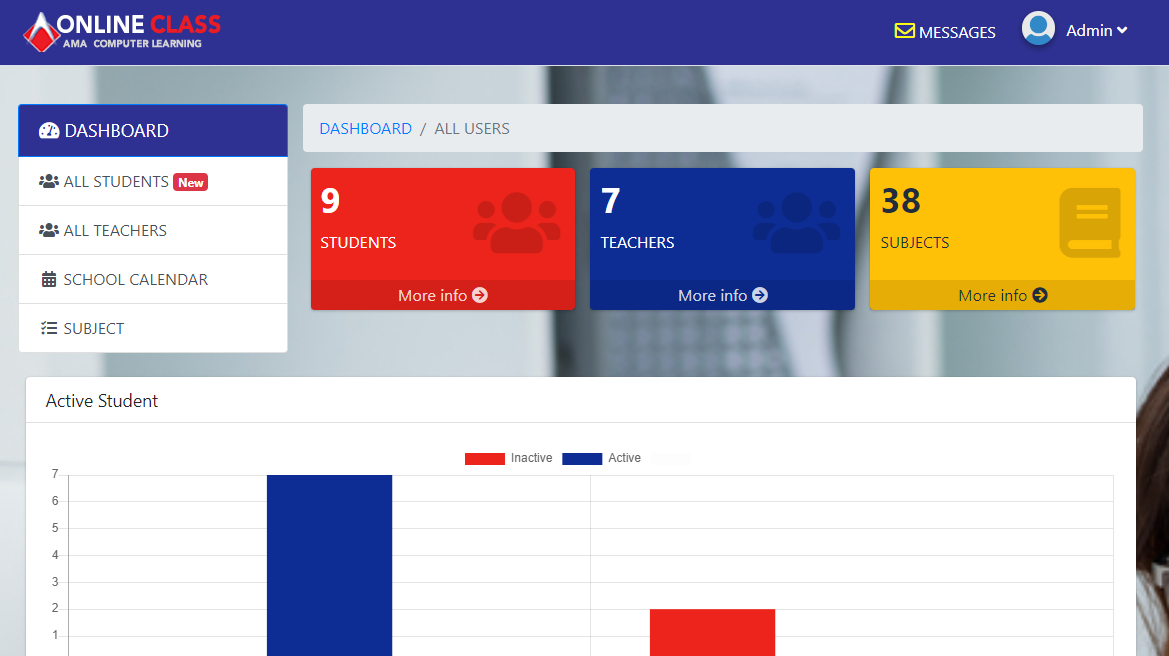 ONLINE CLASS
AMA COMPUTER LEARNING
MESSAGES
Admin
DASHBOARD
ALL STUDENTS New
ALL TEACHERS
SCHOOL CALENDAR
SUBJECT
DASHBOARD / ALL USERS
9
STUDENTS
More info
7
TEACHERS
More info
38
SUBJECTS
More info
Active Student
Inactive Active
7
6
5
4
3
2
1